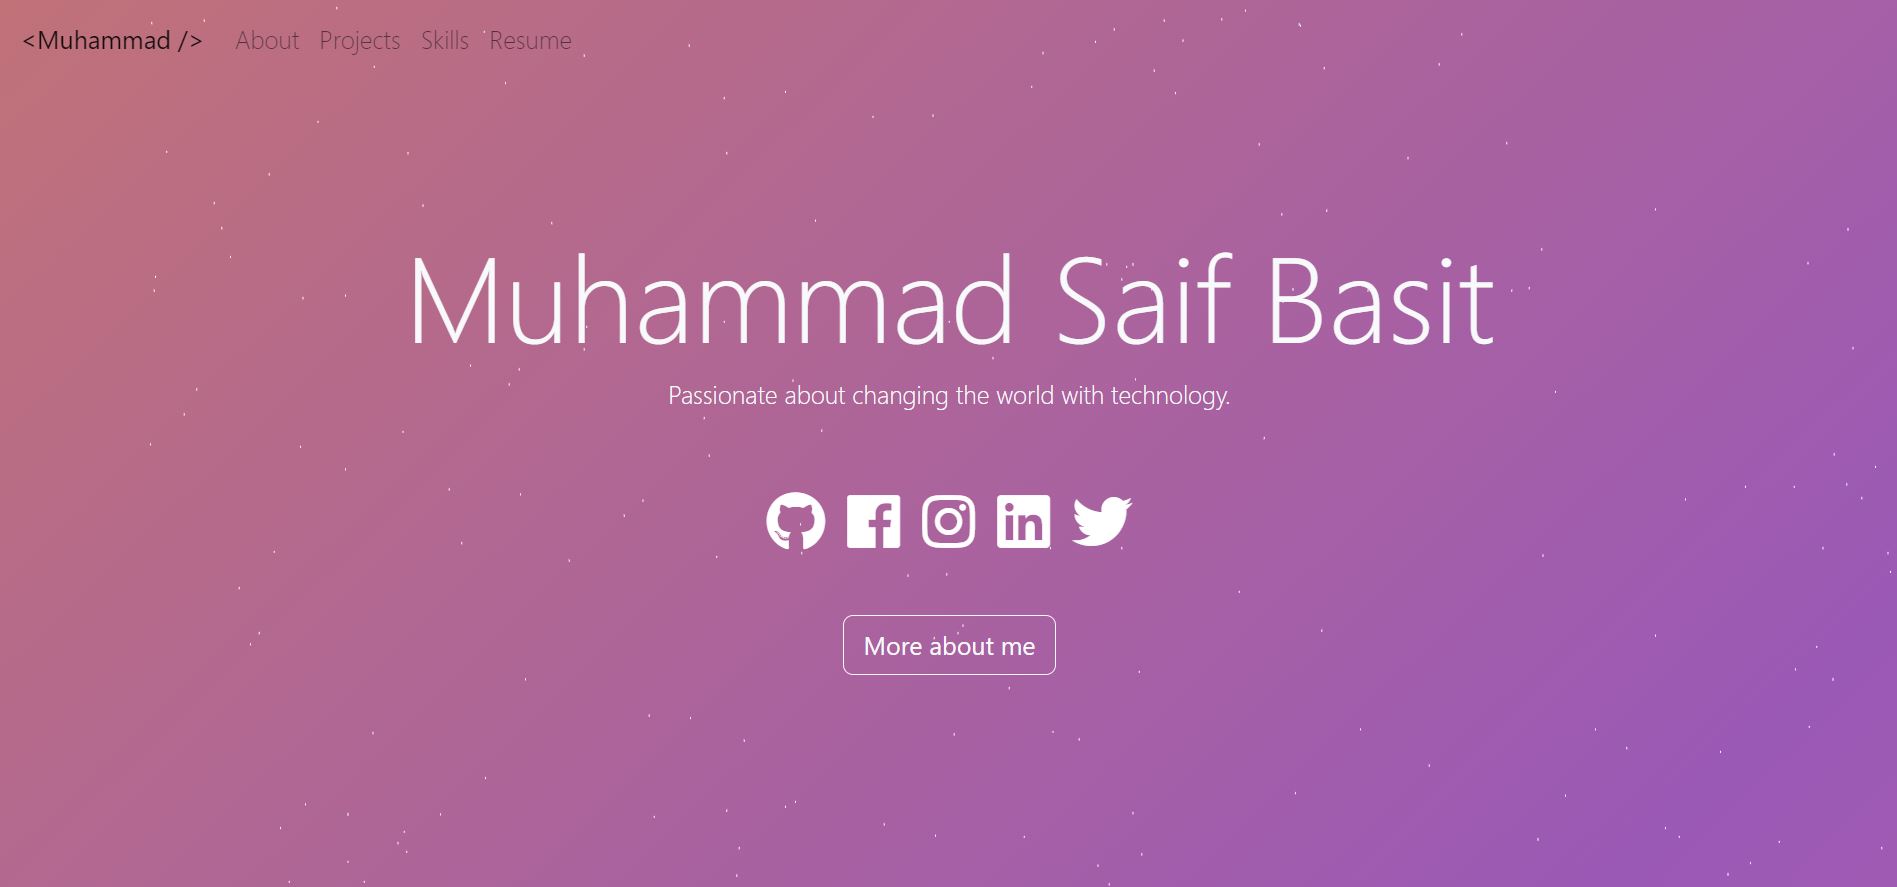 <Muhammad /> About Projects Skills Resume
Muhammad Saif Basit
Passionate about changing the world with technology.
More about me